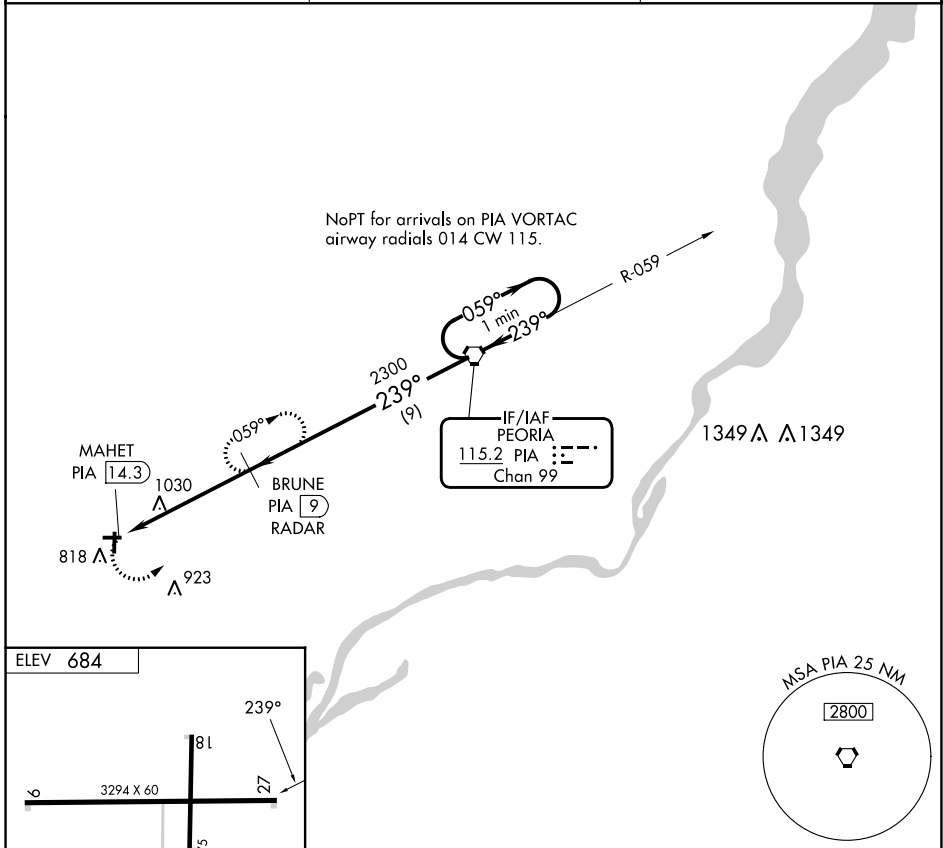 NoPT for arrivals on PIA VORTAC
airway radials 014 CW 115.
R-059
059°
1 min
239°
2300
239°
(9)
IF/IAF
PEORIA
115.2 PIA
Chan 99
1349 1349
059°
MAHET
PIA 14.3
1030
BRUNE
PIA 9
RADAR
818
923
ELEV 684
239°
18
9
3294 X 60
27
MSA PIA 25 NM
2800